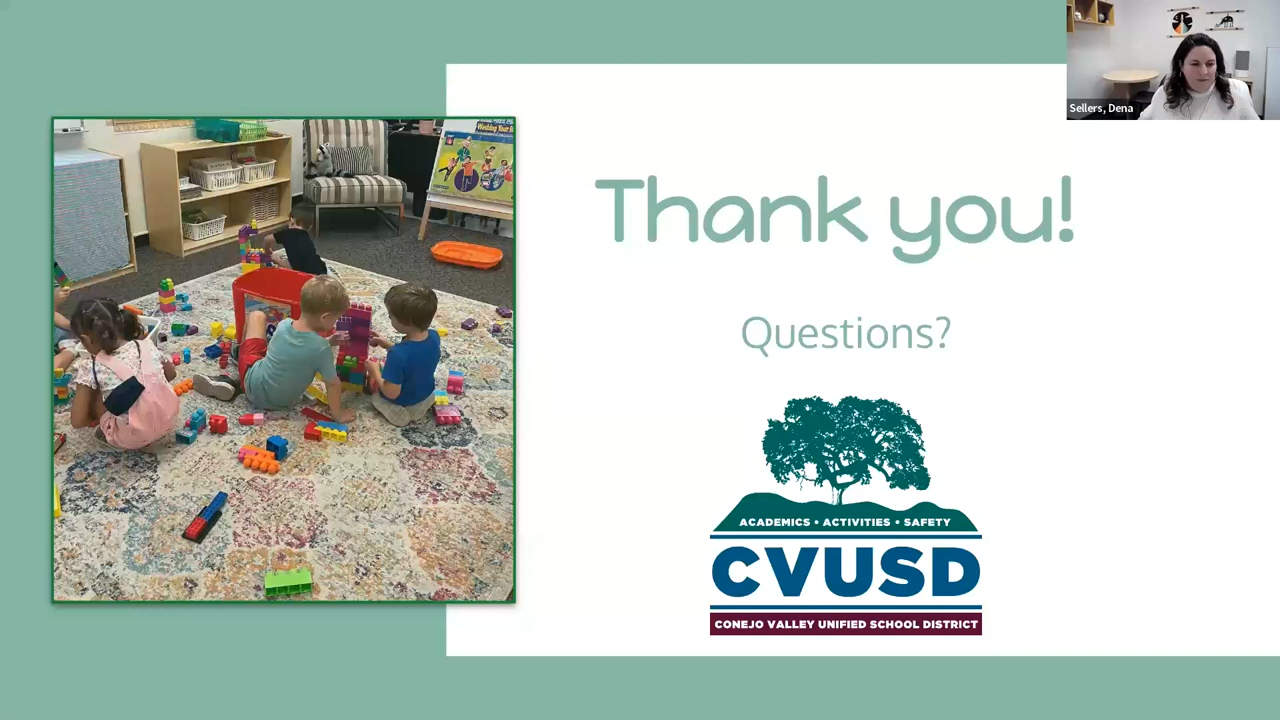 Sellers, Dena
Thank you!
Questions?
ACADEMICS • ACTIVITIES • SAFETY
CVUSD
CONEJO VALLEY UNIFIED SCHOOL DISTRICT